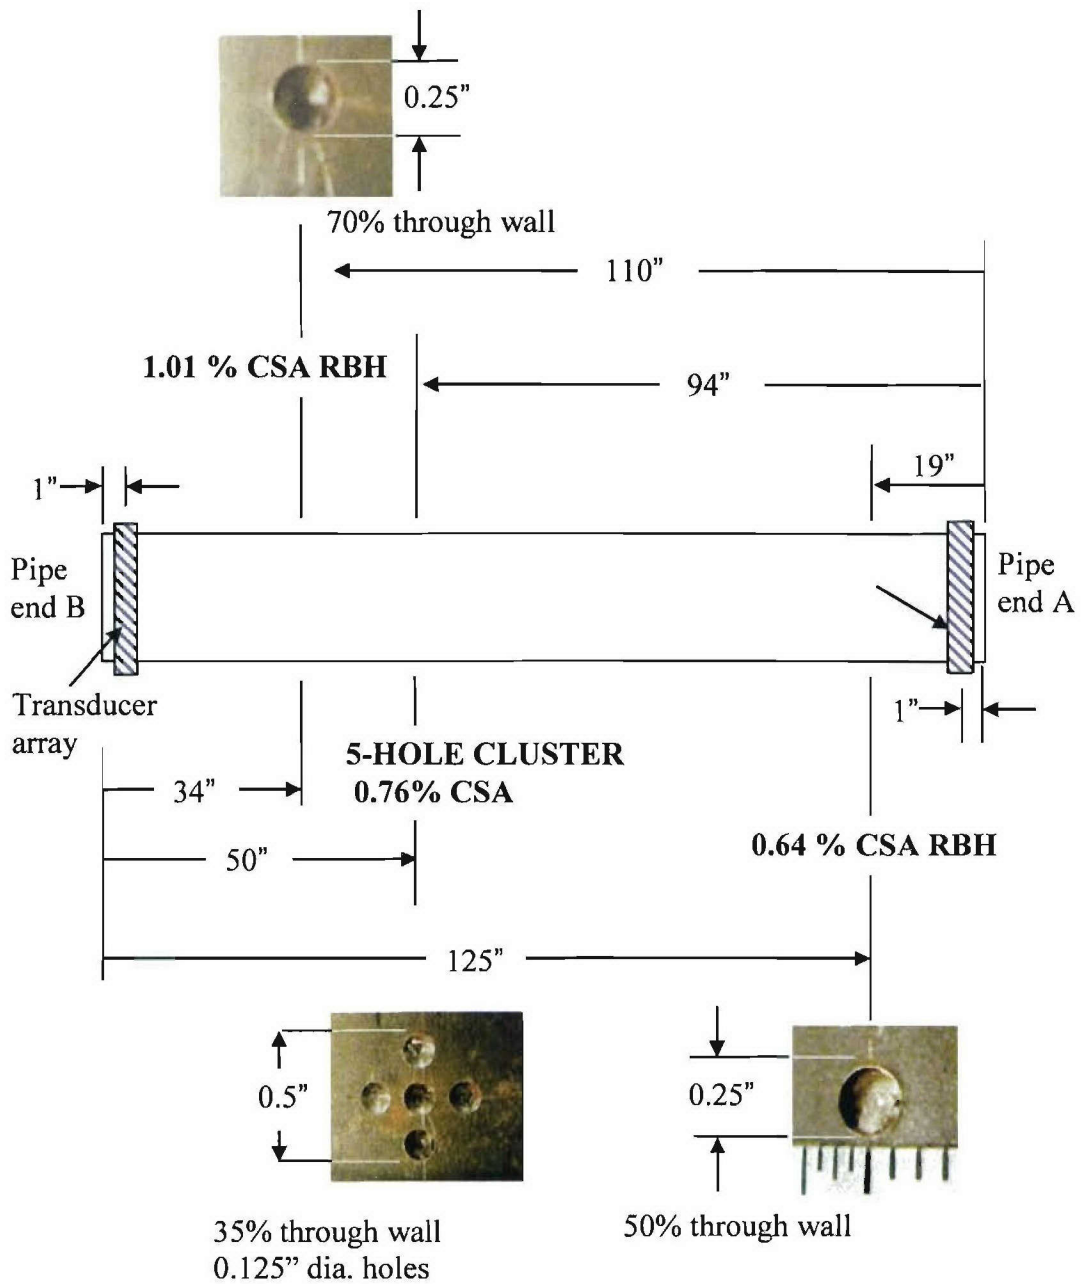 0.25”
70% through wall
110”
1.01 % CSA RBH
94”
19”
1”
Pipe
end B
Pipe
end A
Transducer
array
1”
5-HOLE CLUSTER
0.76% CSA
34”
50”
0.64 % CSA RBH
125”
0.5”
0.25”
35% through wall
0.125” dia. holes
50% through wall